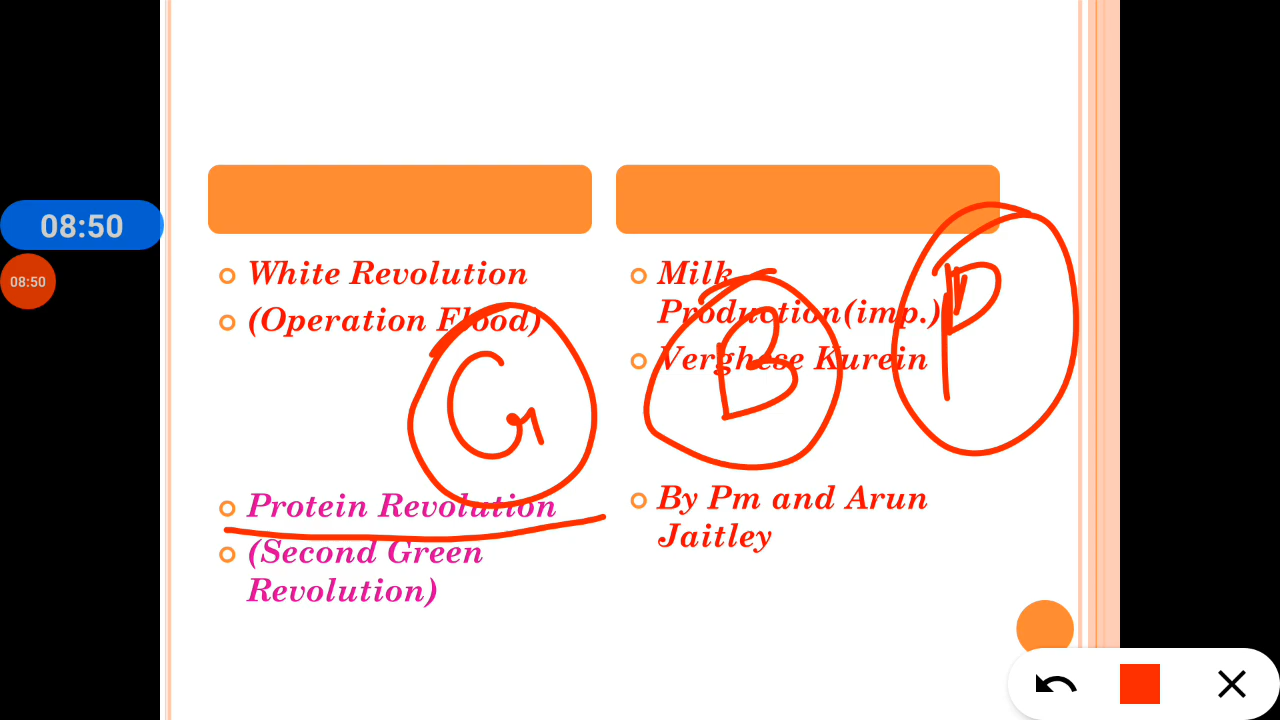 08:50
08:50
White Revolution
(Operation Flood)
Protein Revolution
(Second Green
Revolution)
Milk
Production(imp.)
Verghese Kurein
By Pm and Arun
Jaitley
G
B
P